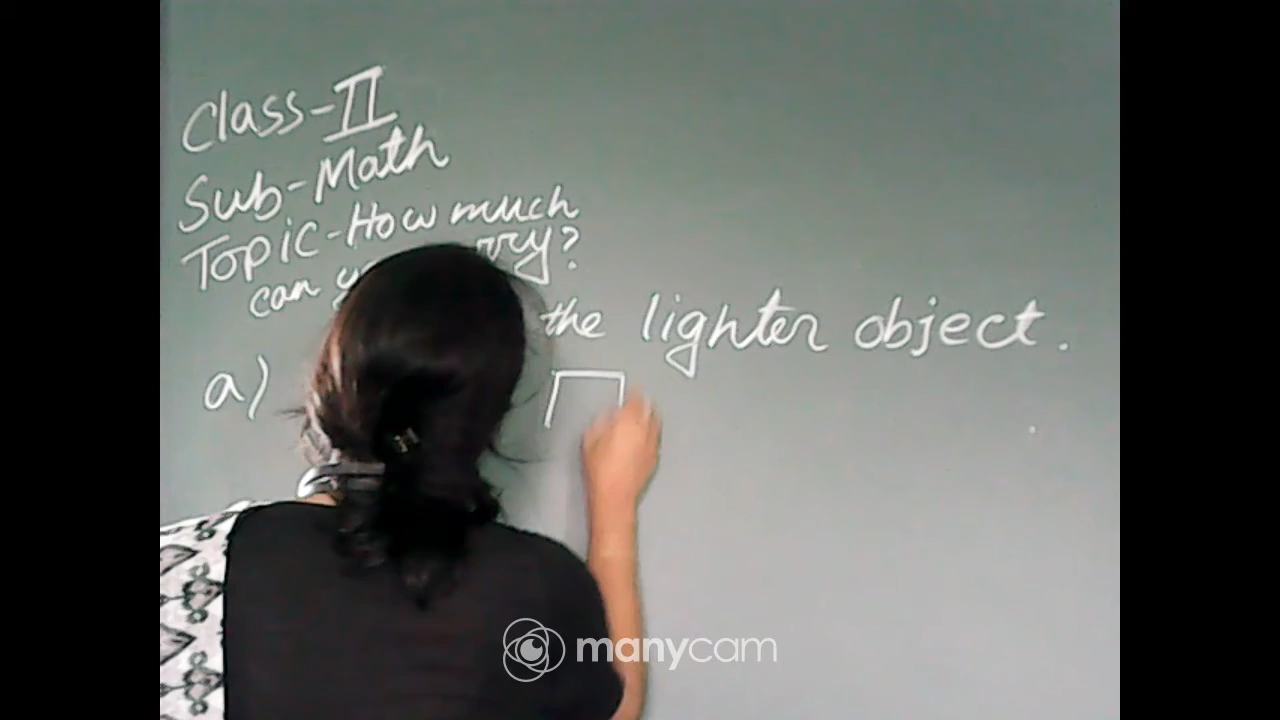 Class-II
Sub-Math
Topic-How much
can
the lighter object.
a)
manycam